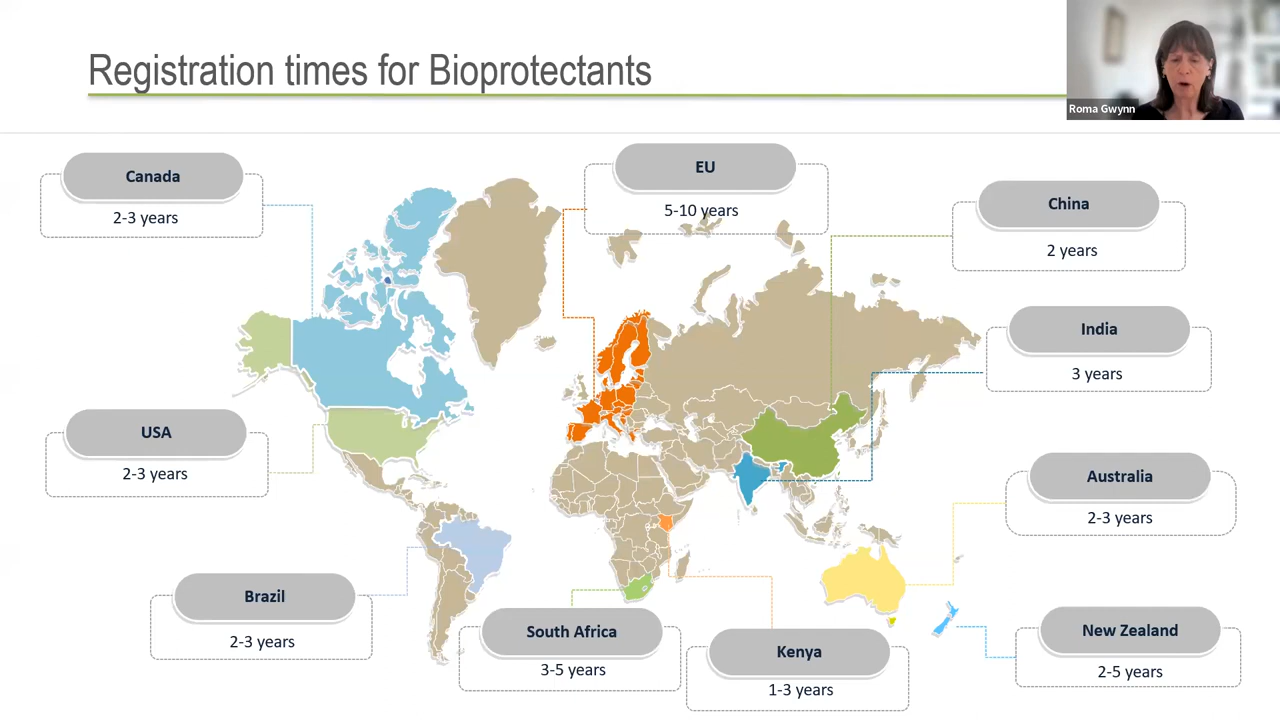 Registration times for Bioprotectants
Roma Gwynn
Canada
2-3 years
EU
5-10 years
China
2 years
India
3 years
USA
2-3 years
Australia
2-3 years
Brazil
2-3 years
South Africa
3-5 years
Kenya
1-3 years
New Zealand
2-5 years